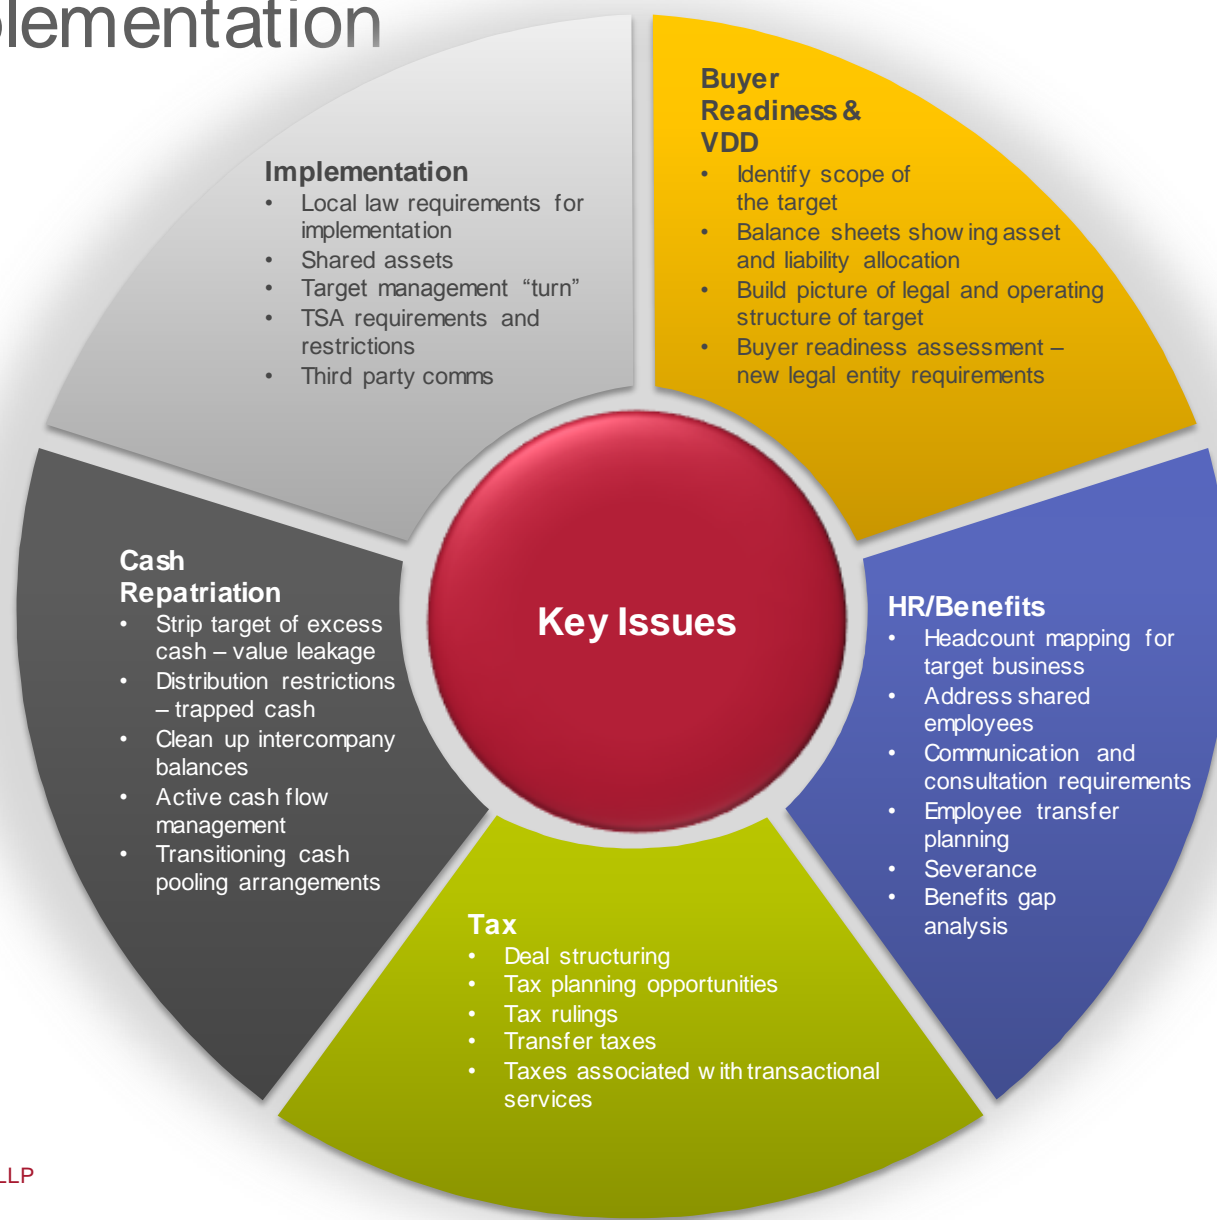 plementation
Buyer
Readiness &
VDD
• Identify scope of
the target
• Balance sheets showing asset
and liability allocation
• Build picture of legal and operating
structure of target
• Buyer readiness assessment –
new legal entity requirements
HR/Benefits
• Headcount mapping for
target business
• Address shared
employees
• Communication and
consultation requirements
• Employee transfer
planning
• Severance
• Benefits gap
analysis
Tax
• Deal structuring
• Tax planning opportunities
• Tax rulings
• Transfer taxes
• Taxes associated with transactional
services
Cash
Repatriation
• Strip target of excess
cash – value leakage
• Distribution restrictions
– trapped cash
• Clean up intercompany
balances
• Active cash flow
management
• Transitioning cash
pooling arrangements
Implementation
• Local law requirements for
implementation
• Shared assets
• Target management “turn”
• TSA requirements and
restrictions
• Third party comms
Key Issues
LLP